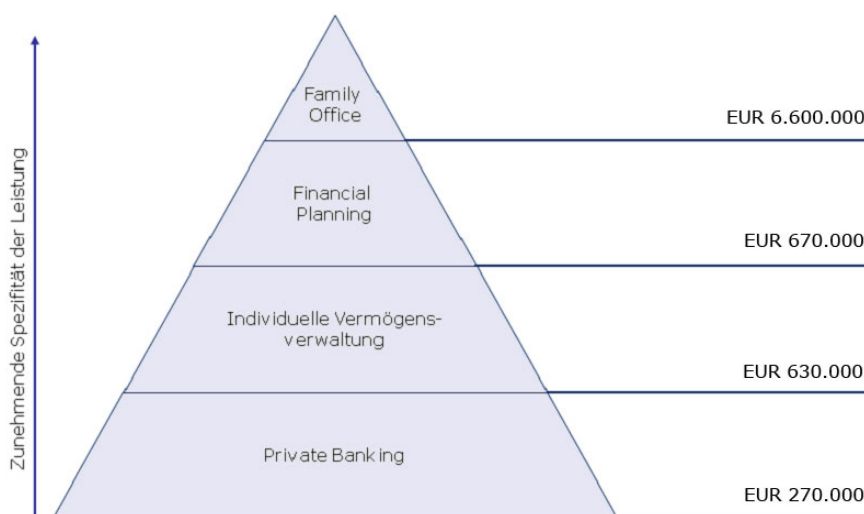 Zunehmende Spezifität der Leistung
Family
Office
EUR 6.600.000
Financial
Planning
EUR 670.000
Individuelle Vermögens-
verwaltung
EUR 630.000
Private Banking
EUR 270.000